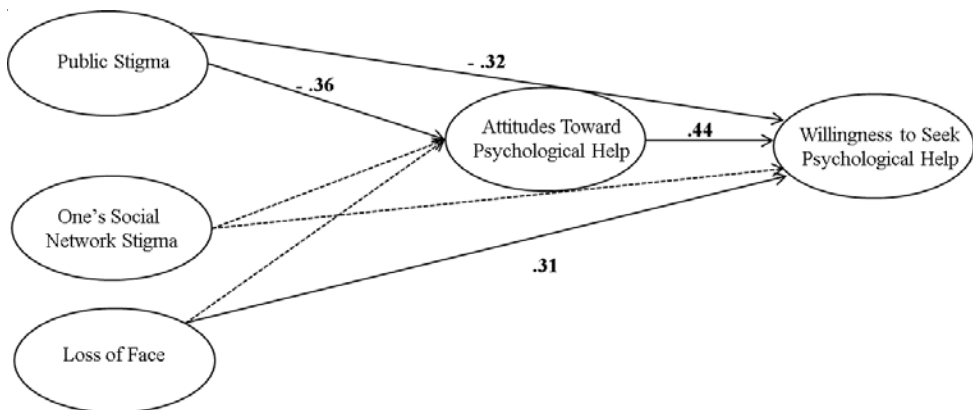 Public Stigma
- .32
- .36
Attitudes Toward
Psychological Help
.44
Willingness to Seek
Psychological Help
One's Social
Network Stigma
.31
Loss of Face